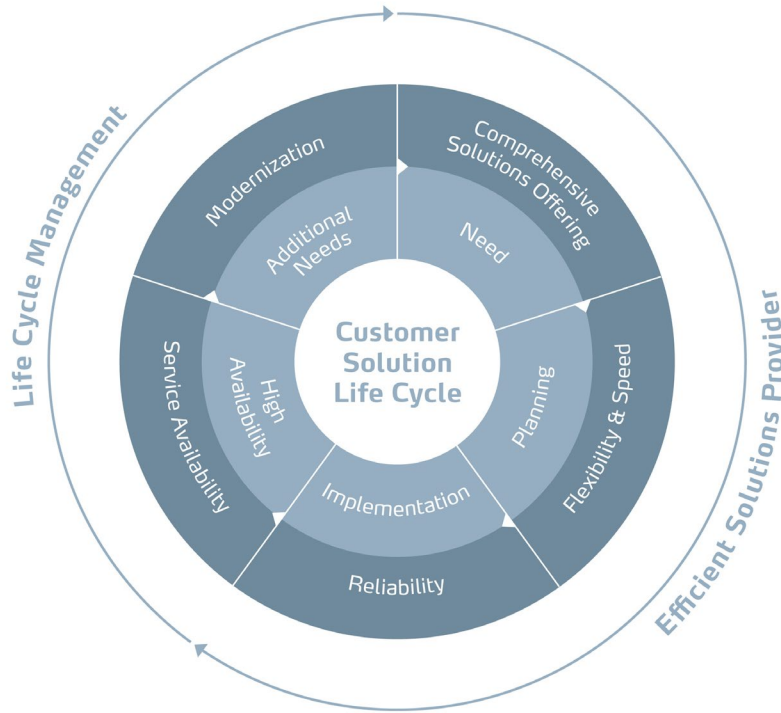 Life Cycle Management
Efficient Solutions Provider
Modernization
Comprehensive
Solutions Offering
Additional
Needs
Need
Customer
Solution
Life Cycle
Service Availability
High
Availability
Planning
Flexibility & Speed
Implementation
Reliability